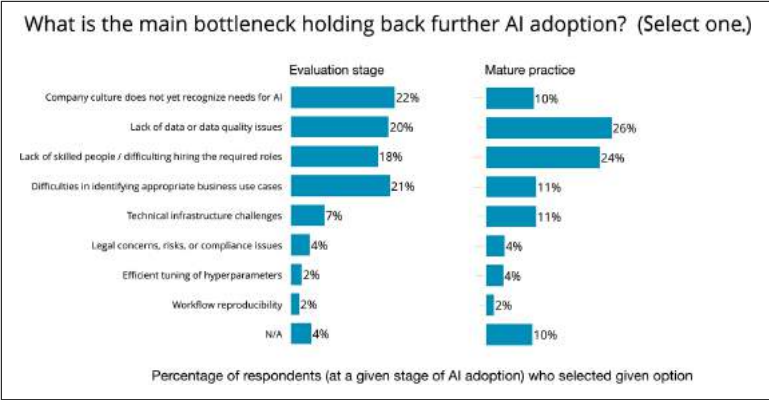 What is the main bottleneck holding back further AI adoption? (Select one.)
Evaluation stage Mature practice
Company culture does not yet recognize needs for AI 22% 10%
Lack of data or data quality issues 20% 26%
Lack of skilled people / difficulting hiring the required roles 18% 24%
Difficulties in identifying appropriate business use cases 21% 11%
Technical infrastructure challenges 7% 11%
Legal concerns, risks, or compliance issues 4% 4%
Efficient tuning of hyperparameters 2% 4%
Workflow reproducibility 2% 2%
N/A 4% 10%
Percentage of respondents (at a given stage of AI adoption) who selected given option